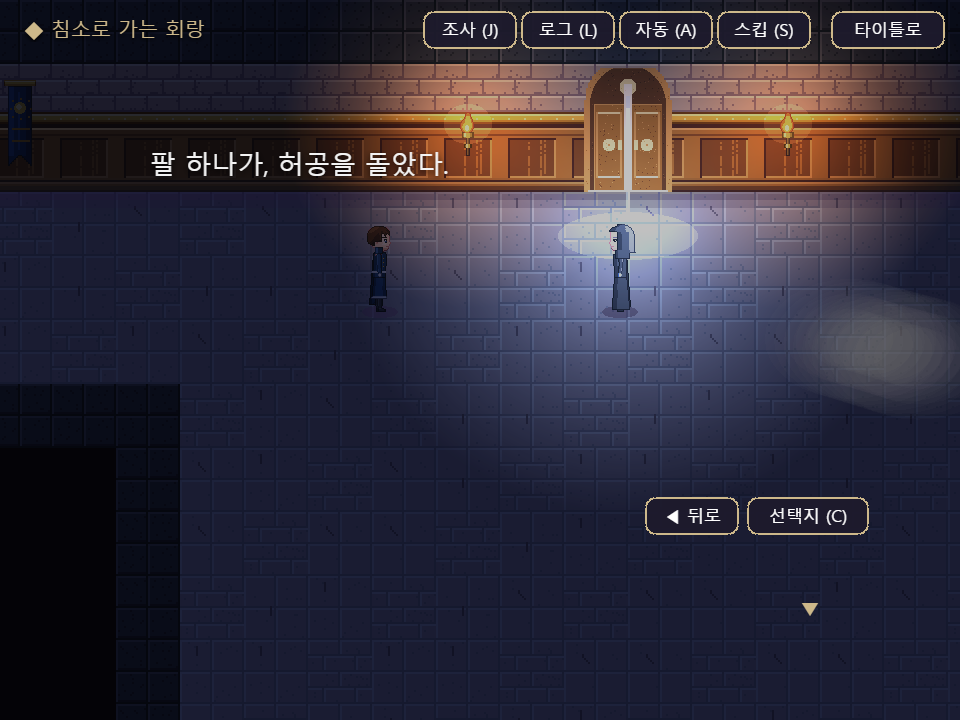 ◆ 침소로 가는 회랑
조사 (J) 로그 (L) 자동 (A) 스킵 (S) 타이틀로
팔 하나가, 허공을 돌았다.
◀ 뒤로 선택지 (C)